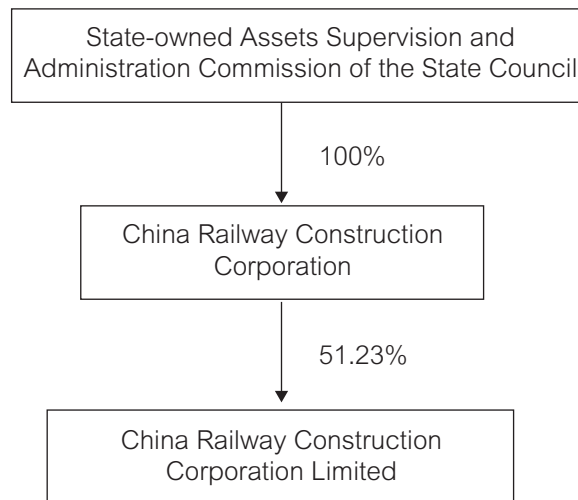 State-owned Assets Supervision and
Administration Commission of the State Council
100%
China Railway Construction
Corporation
51.23%
China Railway Construction
Corporation Limited